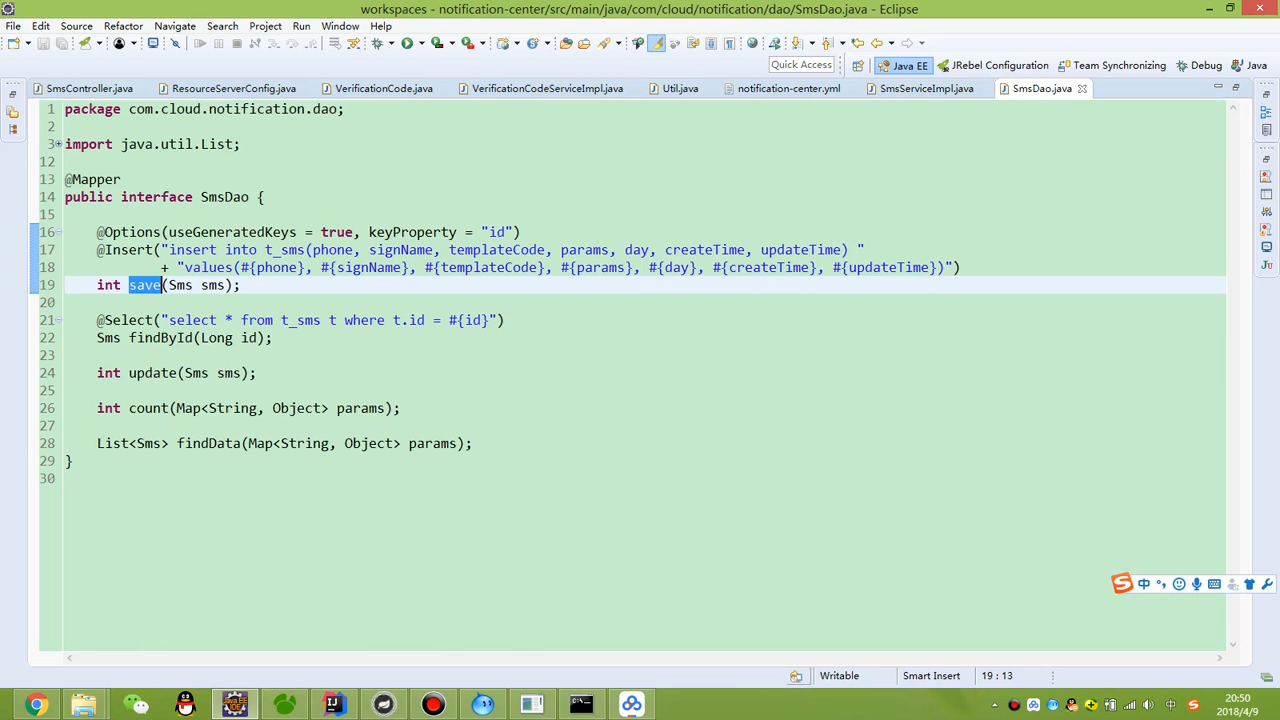 workspaces - notification-center/src/main/java/com/cloud/notification/dao/SmsDao.java - Eclipse
File Edit Source Refactor Navigate Search Project Run Window Help
Quick Access Java EE JRebel Configuration Team Synchronizing Debug Java
SmsController.java ResourceServerConfig.java VerificationCode.java VerificationCodeServiceImpl.java Util.java notification-center.yml SmsServiceImpl.java SmsDao.java
1 package com.cloud.notification.dao;
2
3 import java.util.List;
12
13 @Mapper
14 public interface SmsDao {
15
16 @Options(useGeneratedKeys = true, keyProperty = "id")
17 @Insert("insert into t_sms(phone, signName, templateCode, params, day, createTime, updateTime) "
18 + "values(#{phone}, #{signName}, #{templateCode}, #{params}, #{day}, #{createTime}, #{updateTime})")
19 int save(Sms sms);
20
21 @Select("select * from t_sms t where t.id = #{id}")
22 Sms findById(Long id);
23
24 int update(Sms sms);
25
26 int count(Map<String, Object> params);
27
28 List<Sms> findData(Map<String, Object> params);
29 }
30
中
Writable Smart Insert 19 : 13
中
20:50
2018/4/9